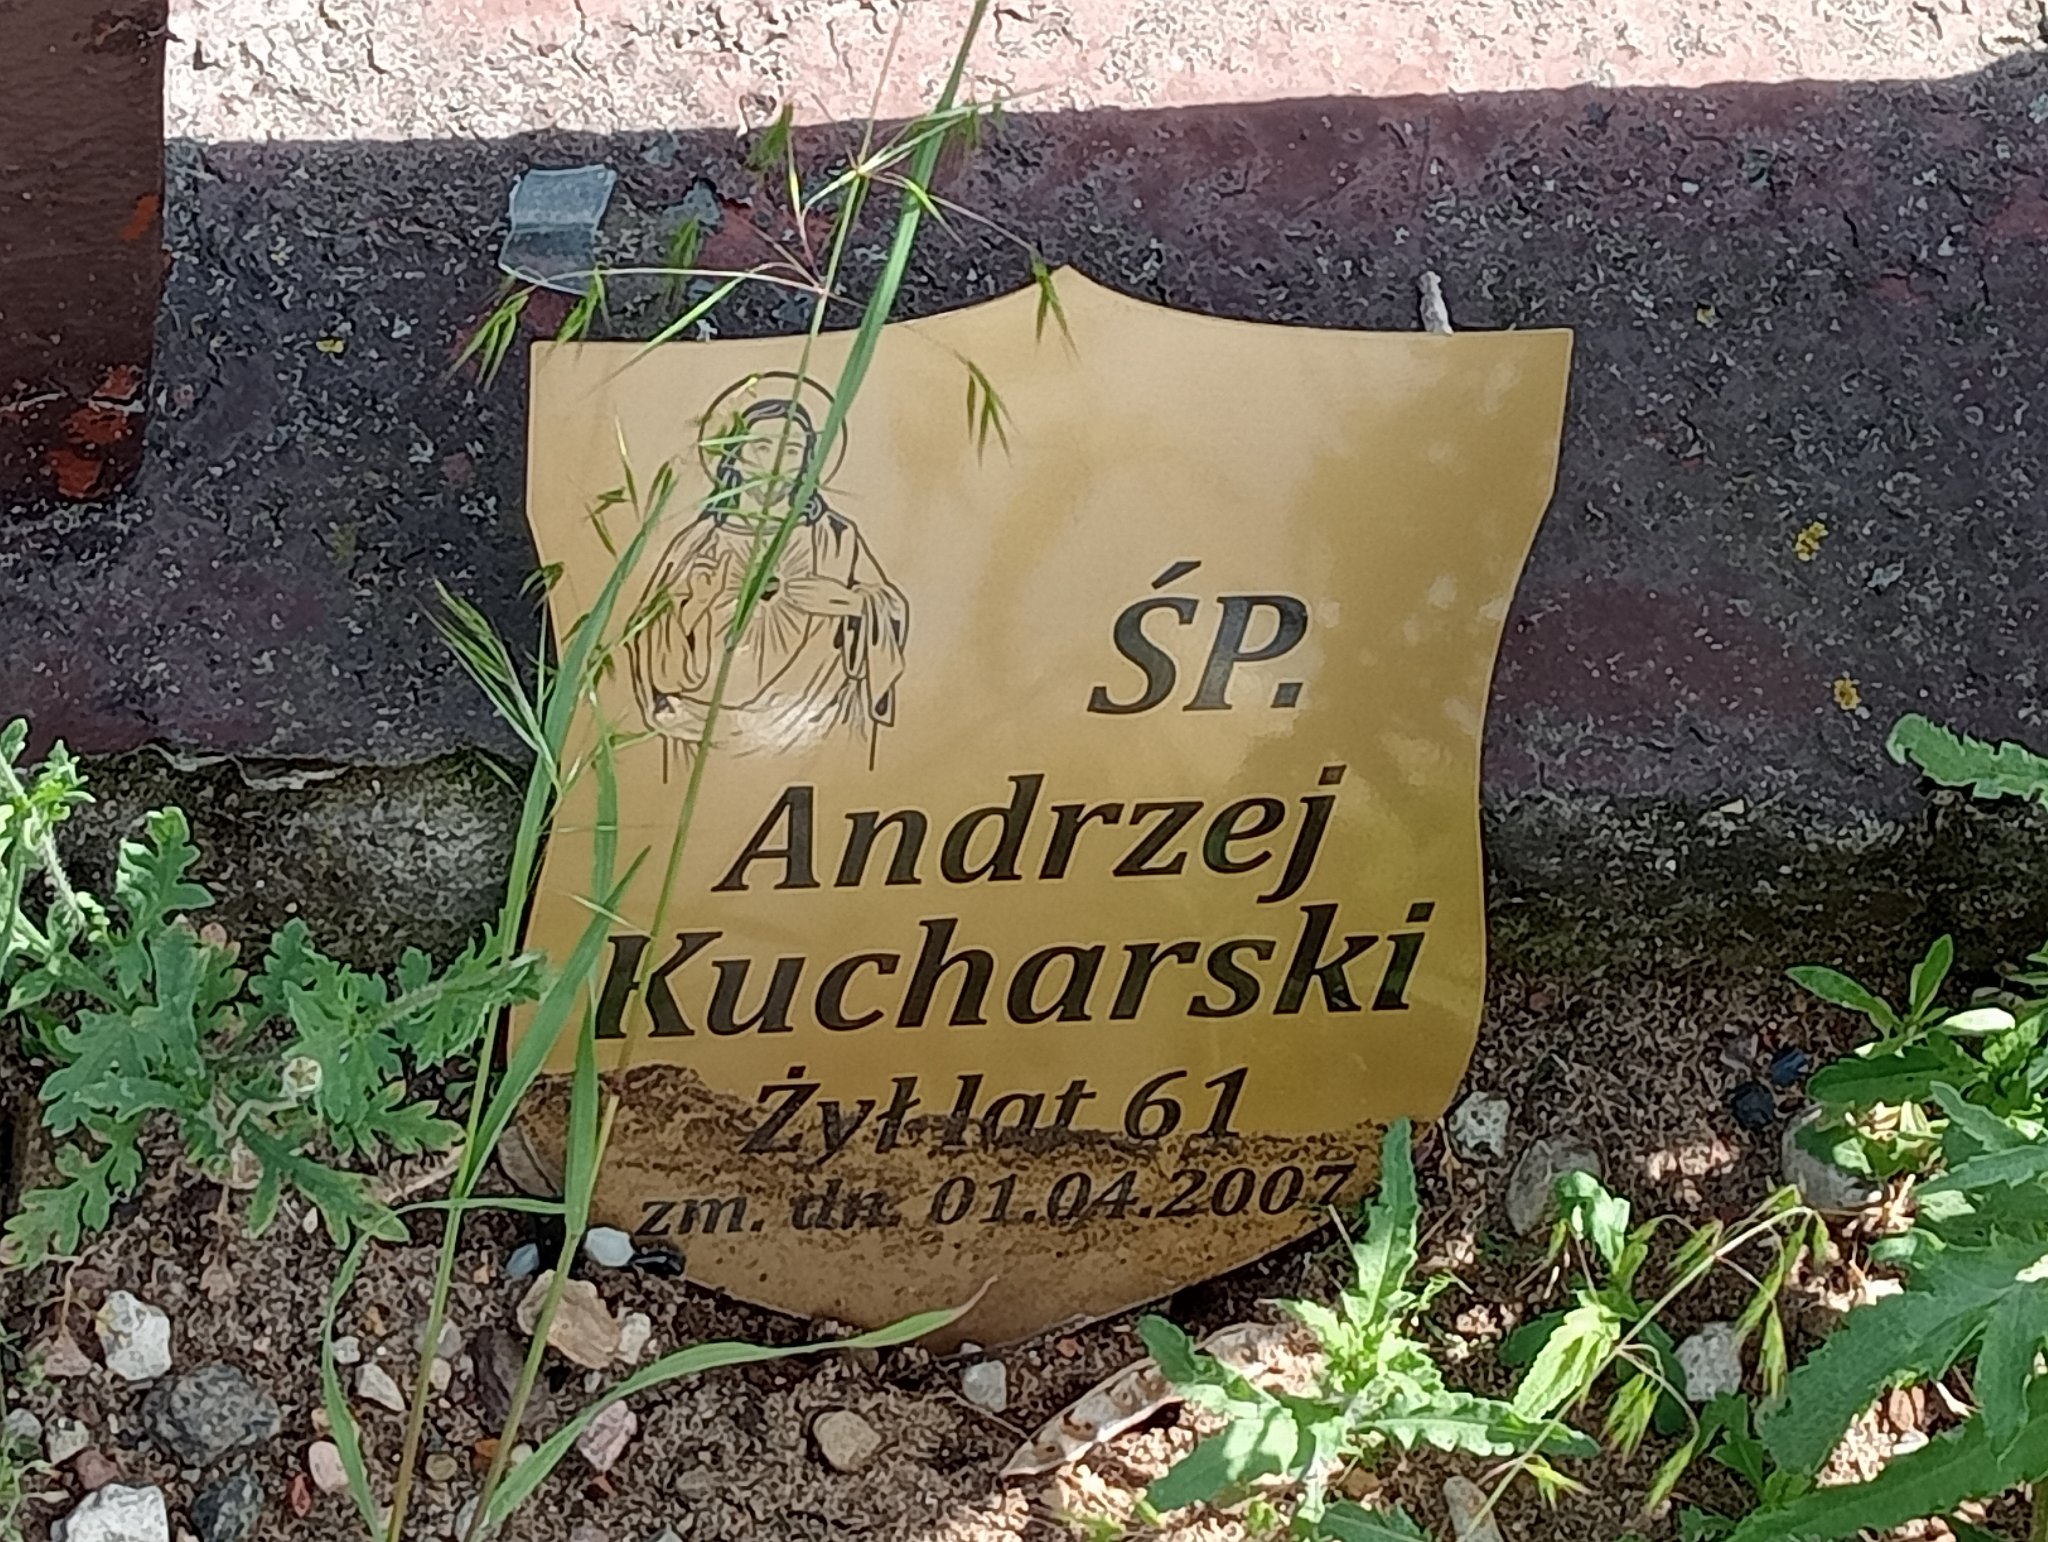 ŚP.
Andrzej
Kucharski
Żył lat 61
zm. dn. 01.04.2007